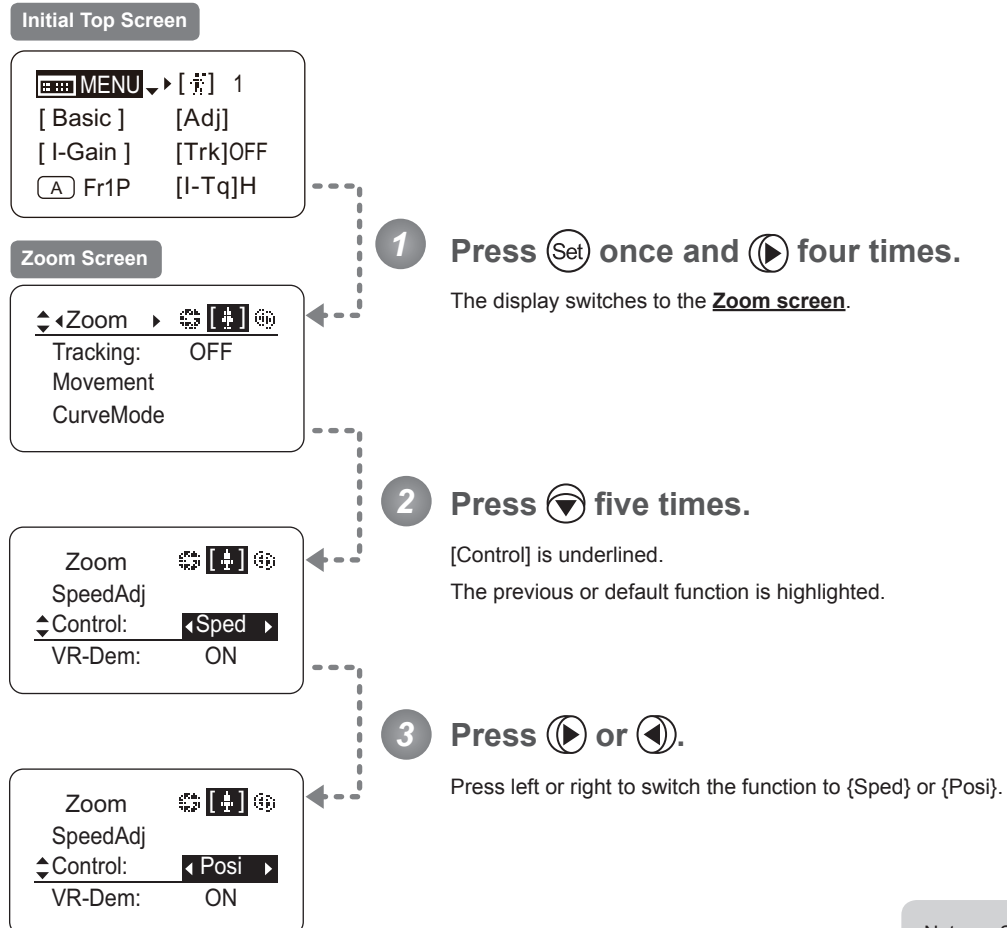 Initial Top Screen
MENU [ ] 1
[ Basic ] [Adj]
[ I-Gain ] [Trk]OFF
A Fr1P [I-Tq]H
1 Press Set once and four times.
The display switches to the Zoom screen.
Zoom Screen
Zoom [ ]
Tracking: OFF
Movement
CurveMode
2 Press five times.
[Control] is underlined.
The previous or default function is highlighted.
Zoom [ ]
SpeedAdj
Control: Sped
VR-Dem: ON
3 Press or .
Press left or right to switch the function to {Sped} or {Posi}.
Zoom [ ]
SpeedAdj
Control: Posi
VR-Dem: ON